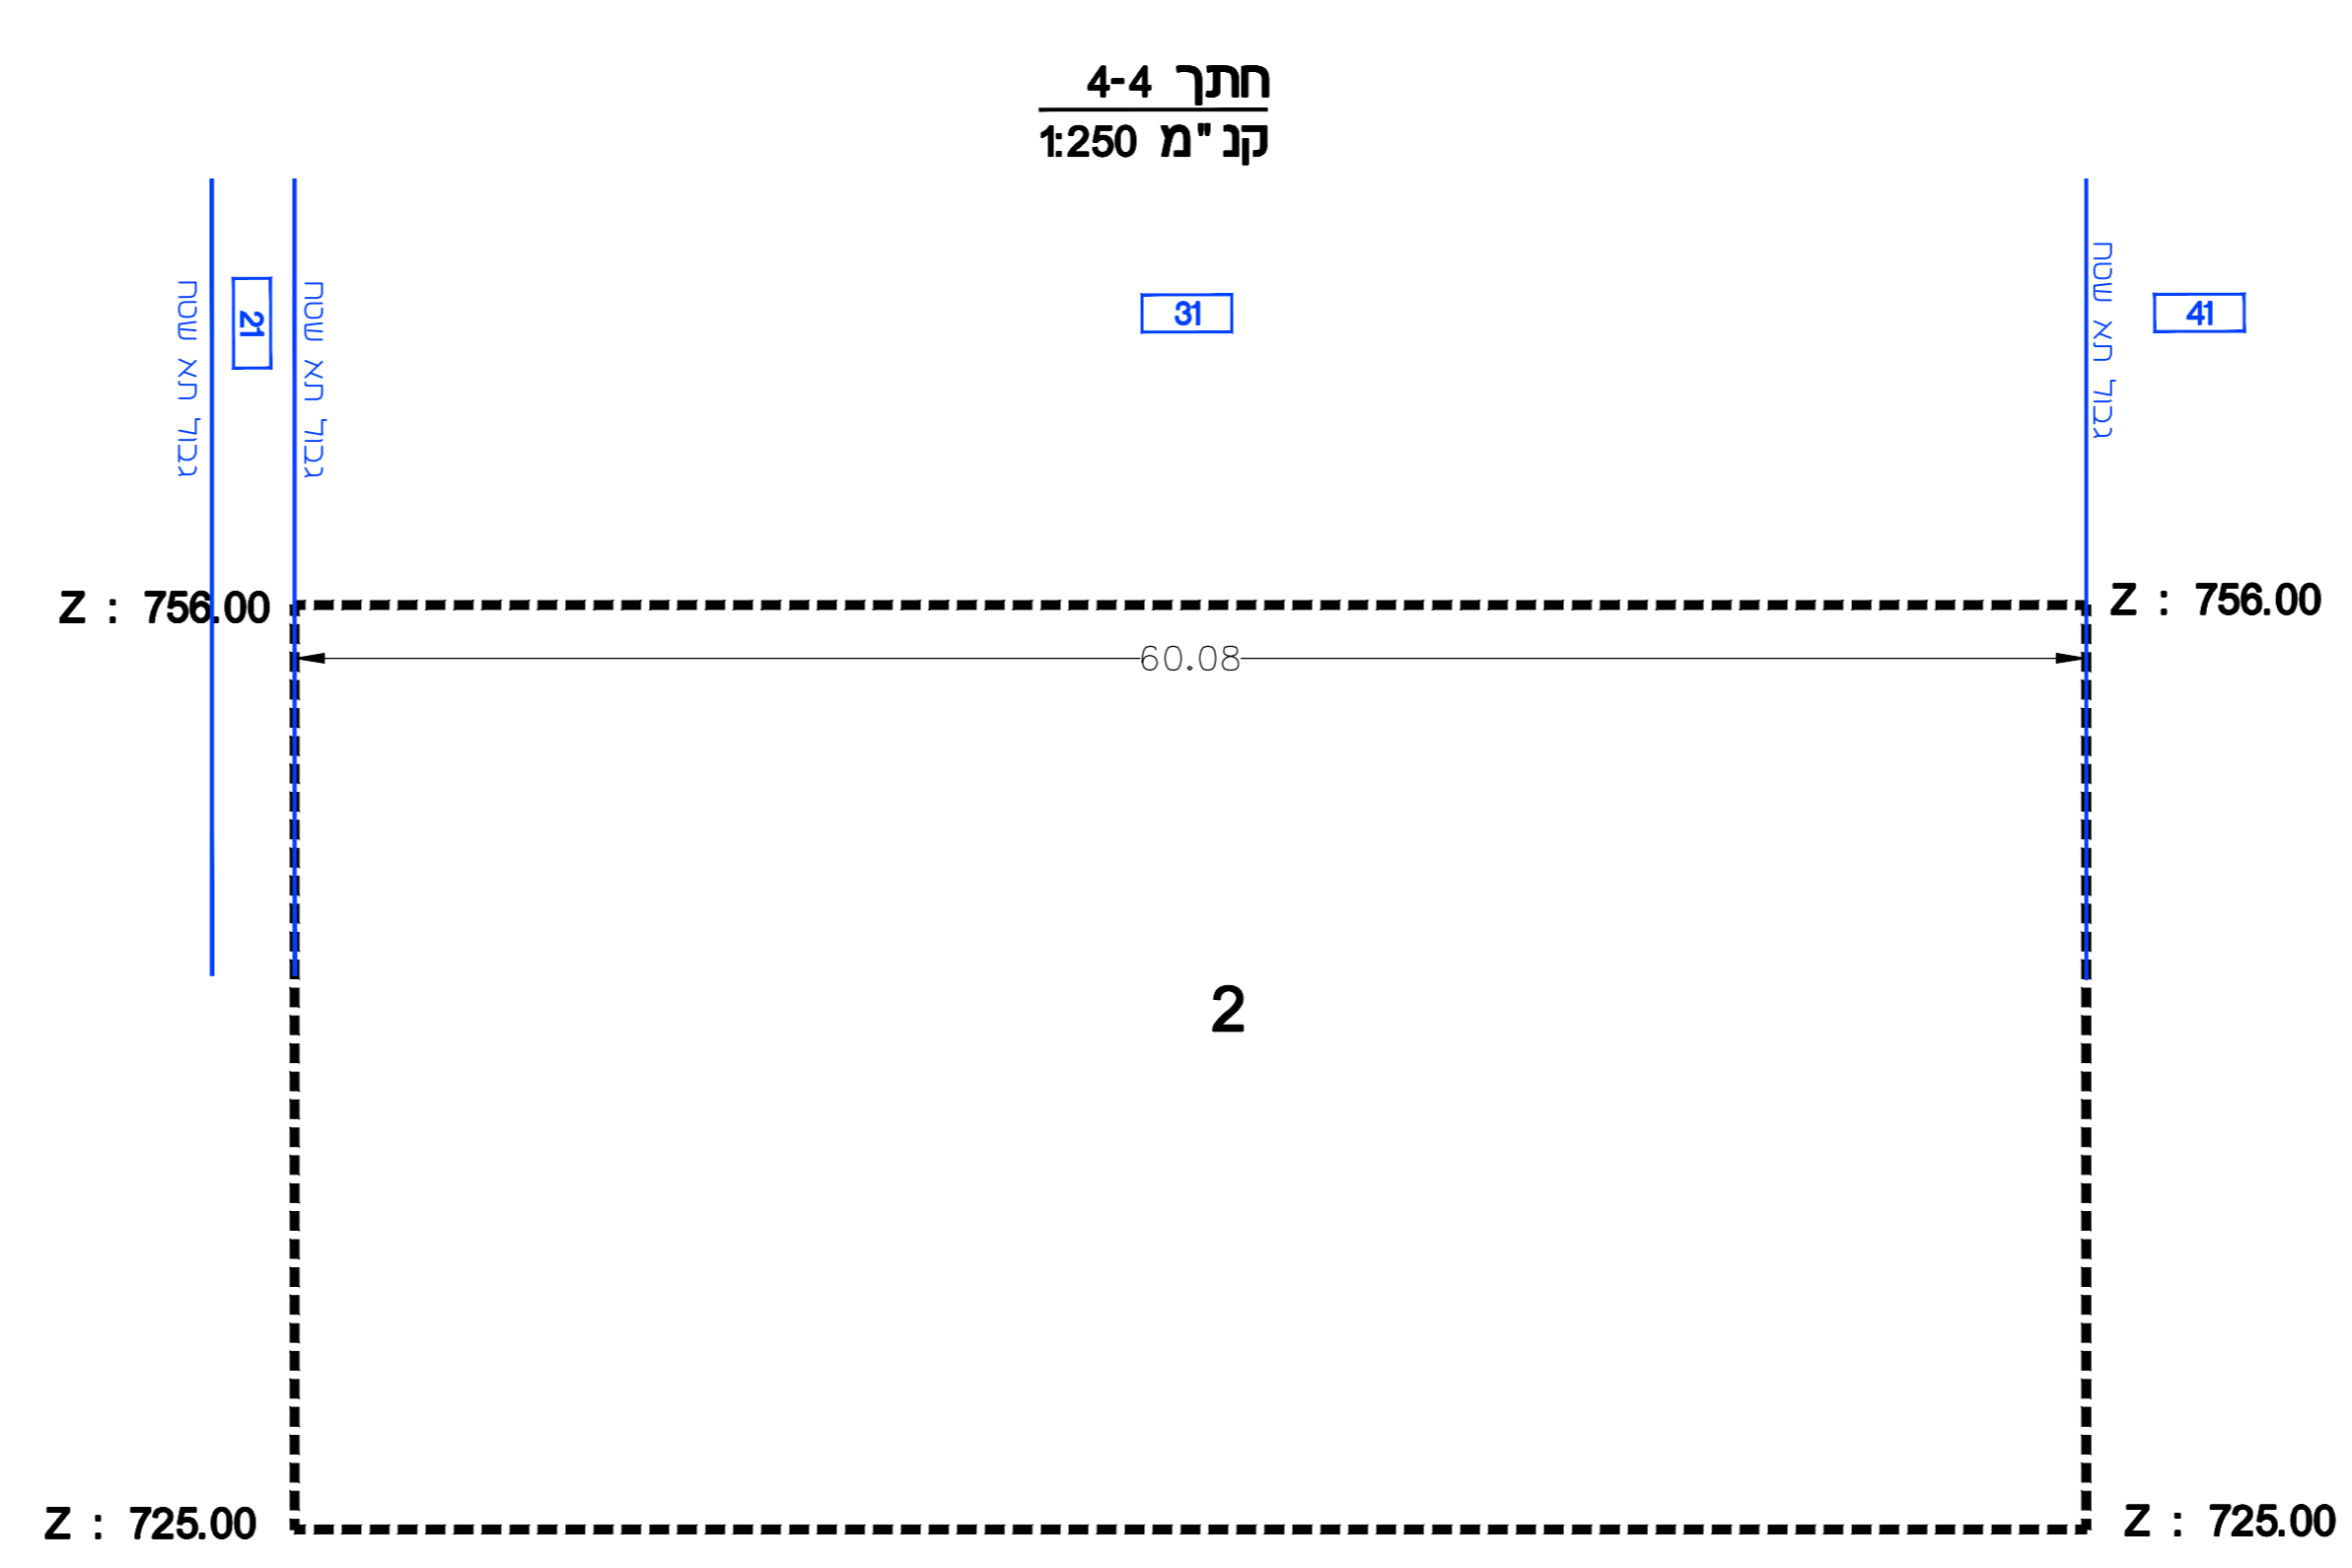 חתך 4-4
קנ"מ 1:250
גבול תא שטח
21
גבול תא שטח
31
גבול תא שטח
41
Z : 756.00
Z : 756.00
60.08
2
Z : 725.00
Z : 725.00